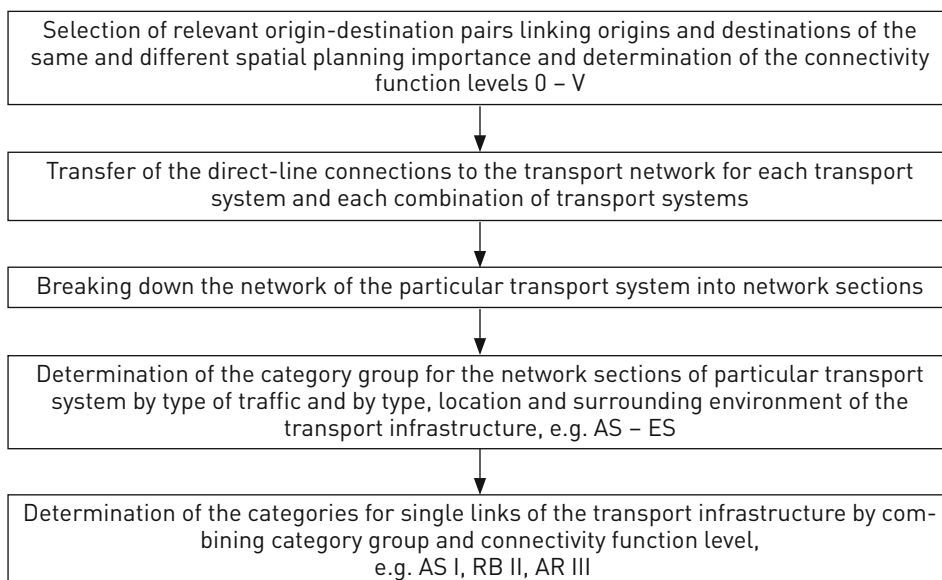 Selection of relevant origin-destination pairs linking origins and destinations of the
same and different spatial planning importance and determination of the connectivity
function levels 0 – V
Transfer of the direct-line connections to the transport network for each transport
system and each combination of transport systems
Breaking down the network of the particular transport system into network sections
Determination of the category group for the network sections of particular transport
system by type of traffic and by type, location and surrounding environment of the
transport infrastructure, e.g. AS – ES
Determination of the categories for single links of the transport infrastructure by com-
bining category group and connectivity function level,
e.g. AS I, RB II, AR III